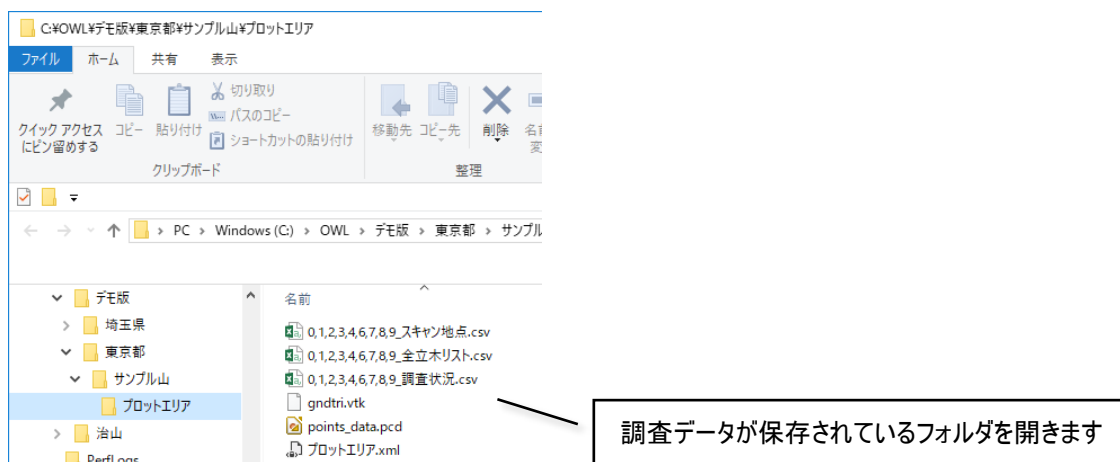 C:¥OWL¥デモ版¥東京都¥サンプル山¥プロットエリア
ファイル ホーム 共有 表示
クイック アクセス
にピン留めする
コピー
貼り付け
切り取り
パスのコピー
ショートカットの貼り付け
移動先 コピー先 削除
クリップボード
整理
PC › Windows (C:) › OWL › デモ版 › 東京都 › サンプル
デモ版
埼玉県
東京都
サンプル山
プロットエリア
治山
PerfLogs
名前
0,1,2,3,4,6,7,8,9_スキャン地点.csv
0,1,2,3,4,6,7,8,9_全立木リスト.csv
0,1,2,3,4,6,7,8,9_調査状況.csv
gndtri.vtk
points_data.pcd
プロットエリア.xml
調査データが保存されているフォルダを開きます